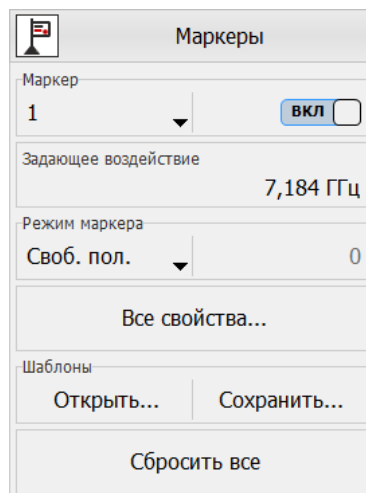 Маркеры
Маркер
1
ВКЛ
Задающее воздействие
7,184 ГГц
Режим маркера
Своб. пол.
0
Все свойства...
Шаблоны
Открыть...
Сохранить...
Сбросить все